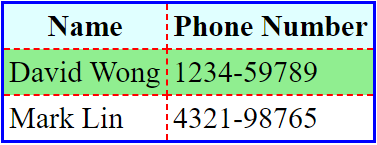 Name Phone Number
David Wong 1234-59789
Mark Lin 4321-98765